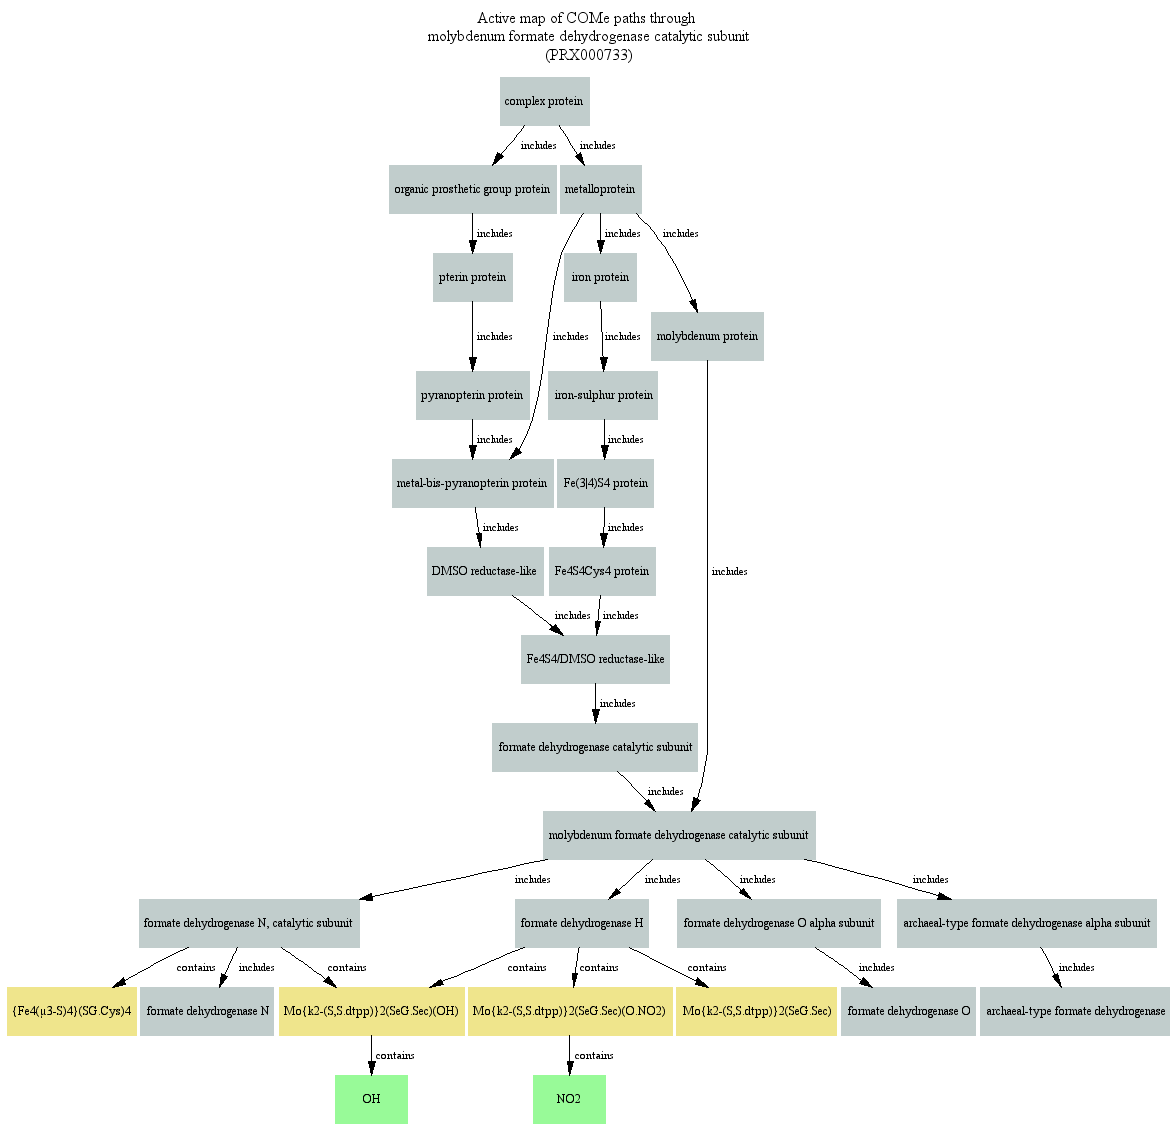 Active map of COMe paths through
molybdenum formate dehydrogenase catalytic subunit
(PRX000733)
complex protein
includes
includes
organic prosthetic group protein
metalloprotein
includes
includes
includes
pterin protein
iron protein
molybdenum protein
includes
includes
includes
pyranopterin protein
iron-sulphur protein
includes
includes
metal-bis-pyranopterin protein
Fe(3|4)S4 protein
includes
includes
DMSO reductase-like
Fe4S4Cys4 protein
includes
includes
includes
Fe4S4/DMSO reductase-like
includes
formate dehydrogenase catalytic subunit
includes
molybdenum formate dehydrogenase catalytic subunit
includes
includes
includes
includes
formate dehydrogenase N, catalytic subunit
formate dehydrogenase H
formate dehydrogenase O alpha subunit
archaeal-type formate dehydrogenase alpha subunit
contains
includes
contains
contains
contains
contains
includes
includes
{Fe4(µ3-S)4}(SG.Cys)4
formate dehydrogenase N
Mo{k2-(S,S.dtpp)}2(SeG.Sec)(OH)
Mo{k2-(S,S.dtpp)}2(SeG.Sec)(O.NO2)
Mo{k2-(S,S.dtpp)}2(SeG.Sec)
formate dehydrogenase O
archaeal-type formate dehydrogenase
contains
contains
OH
NO2